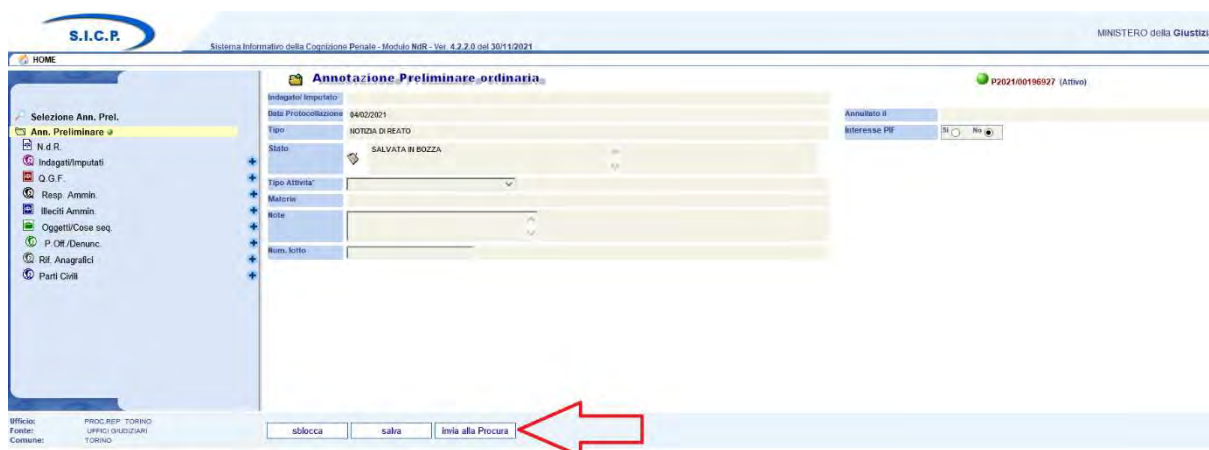 S.I.C.P.
Sistema Informativo della Cognizione Penale - Modulo NdR - Ver. 4.2.2.0 del 30/11/2021
MINISTERO della Giustizi
HOME
Annotazione Preliminare ordinaria
P2021/00196927 (Attivo)
Indagato/ Imputato
Data Protocollazione 04/02/2021
Annullato il
Tipo NOTIZIA DI REATO
Interesse PIF Si No
Stato SALVATA IN BOZZA
Tipo Attivita'
Materie
Note
Num. lotto
Selezione Ann. Prel.
Ann. Preliminare
N.d.R.
Indagati/Imputati
Q.G.F.
Resp. Ammin.
Illeciti Ammin.
Oggetti/Cose seq.
P.Off./Denunc.
Rif. Anagrafici
Parti Civili
Ufficio: PROC.REP. TORINO
Fonte: UFFICI GIUDIZIARI
Comune: TORINO
sblocca salva invia alla Procura